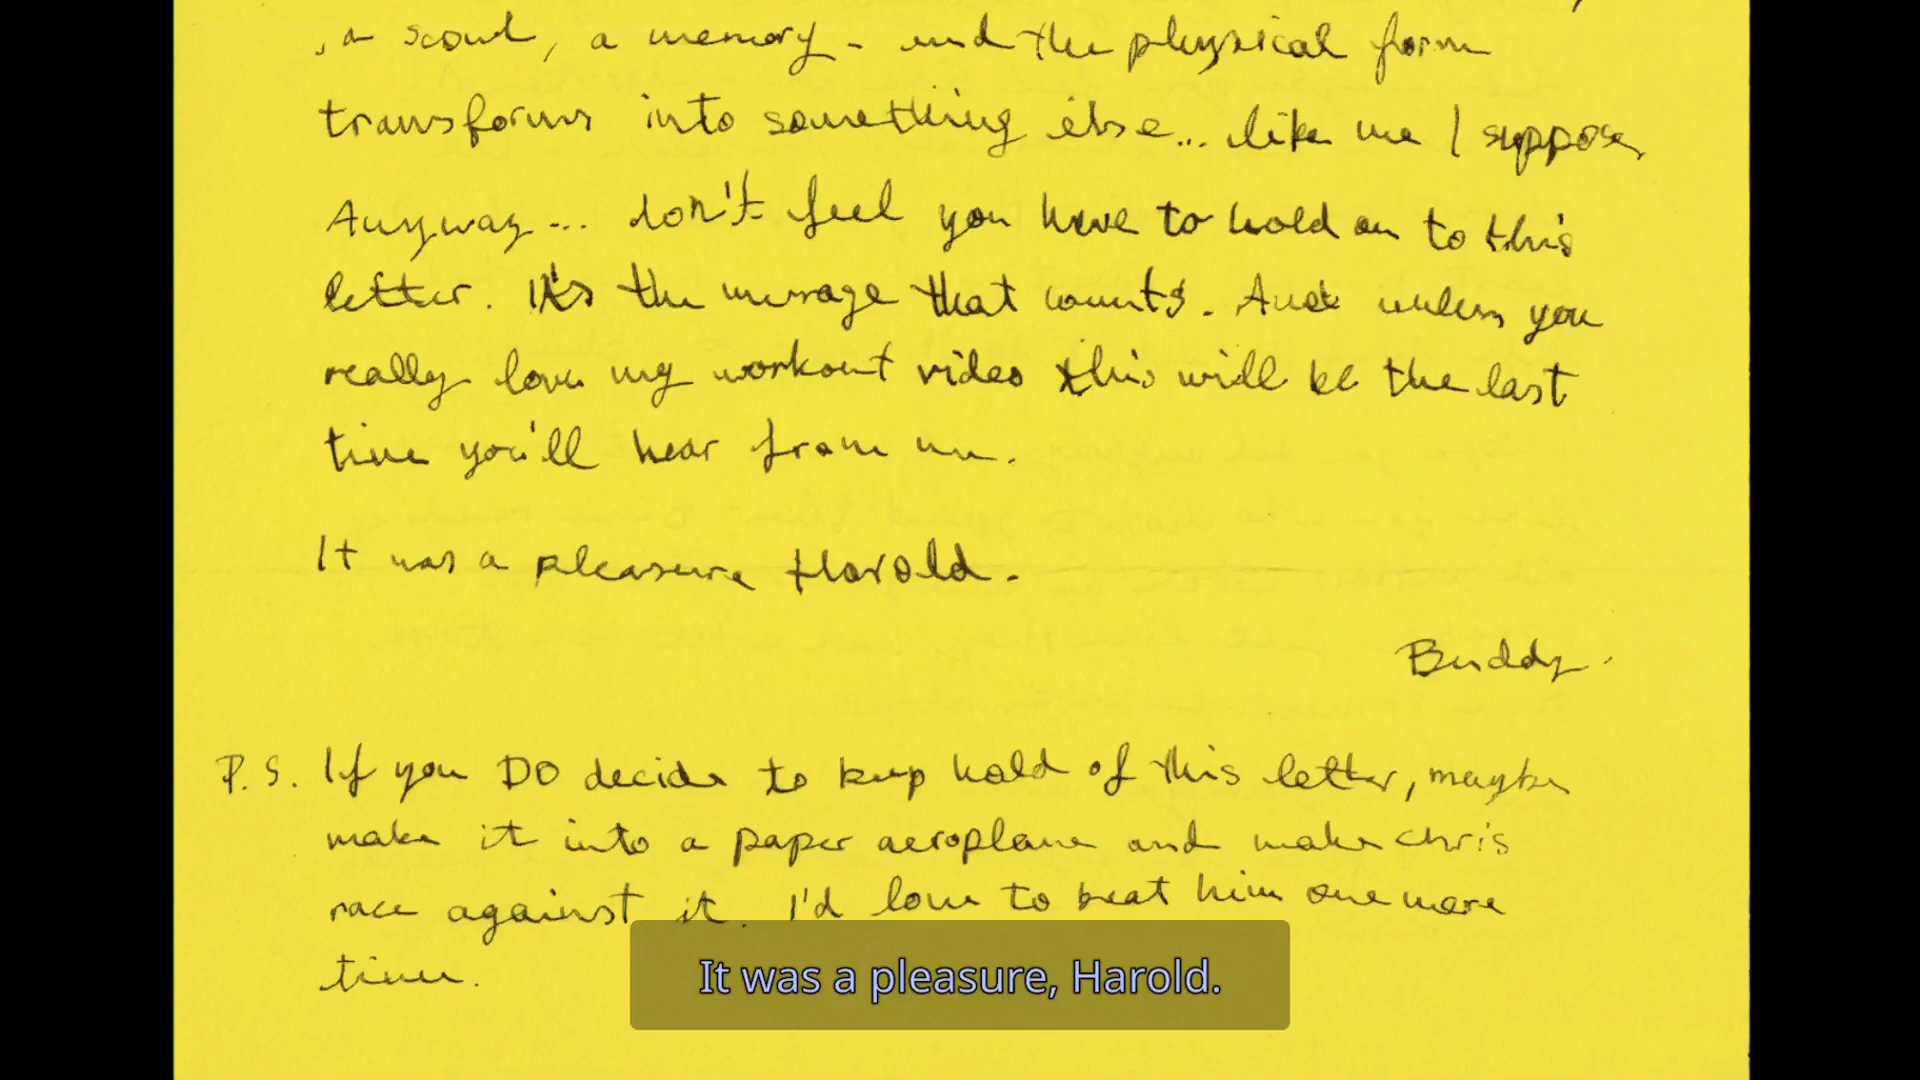 , a sound, a memory - and the physical form
transforms into something else... like me I suppose.
Anyway... don't feel you have to hold on to this
letter. It's the message that counts. And unless you
really love my workout video this will be the last
time you'll hear from me.
It was a pleasure Harold.
Buddy.
P.S. If you DO decide to keep hold of this letter, maybe
make it into a paper aeroplane and make Chris
race against it. I'd love to beat him one more
time.
It was a pleasure, Harold.